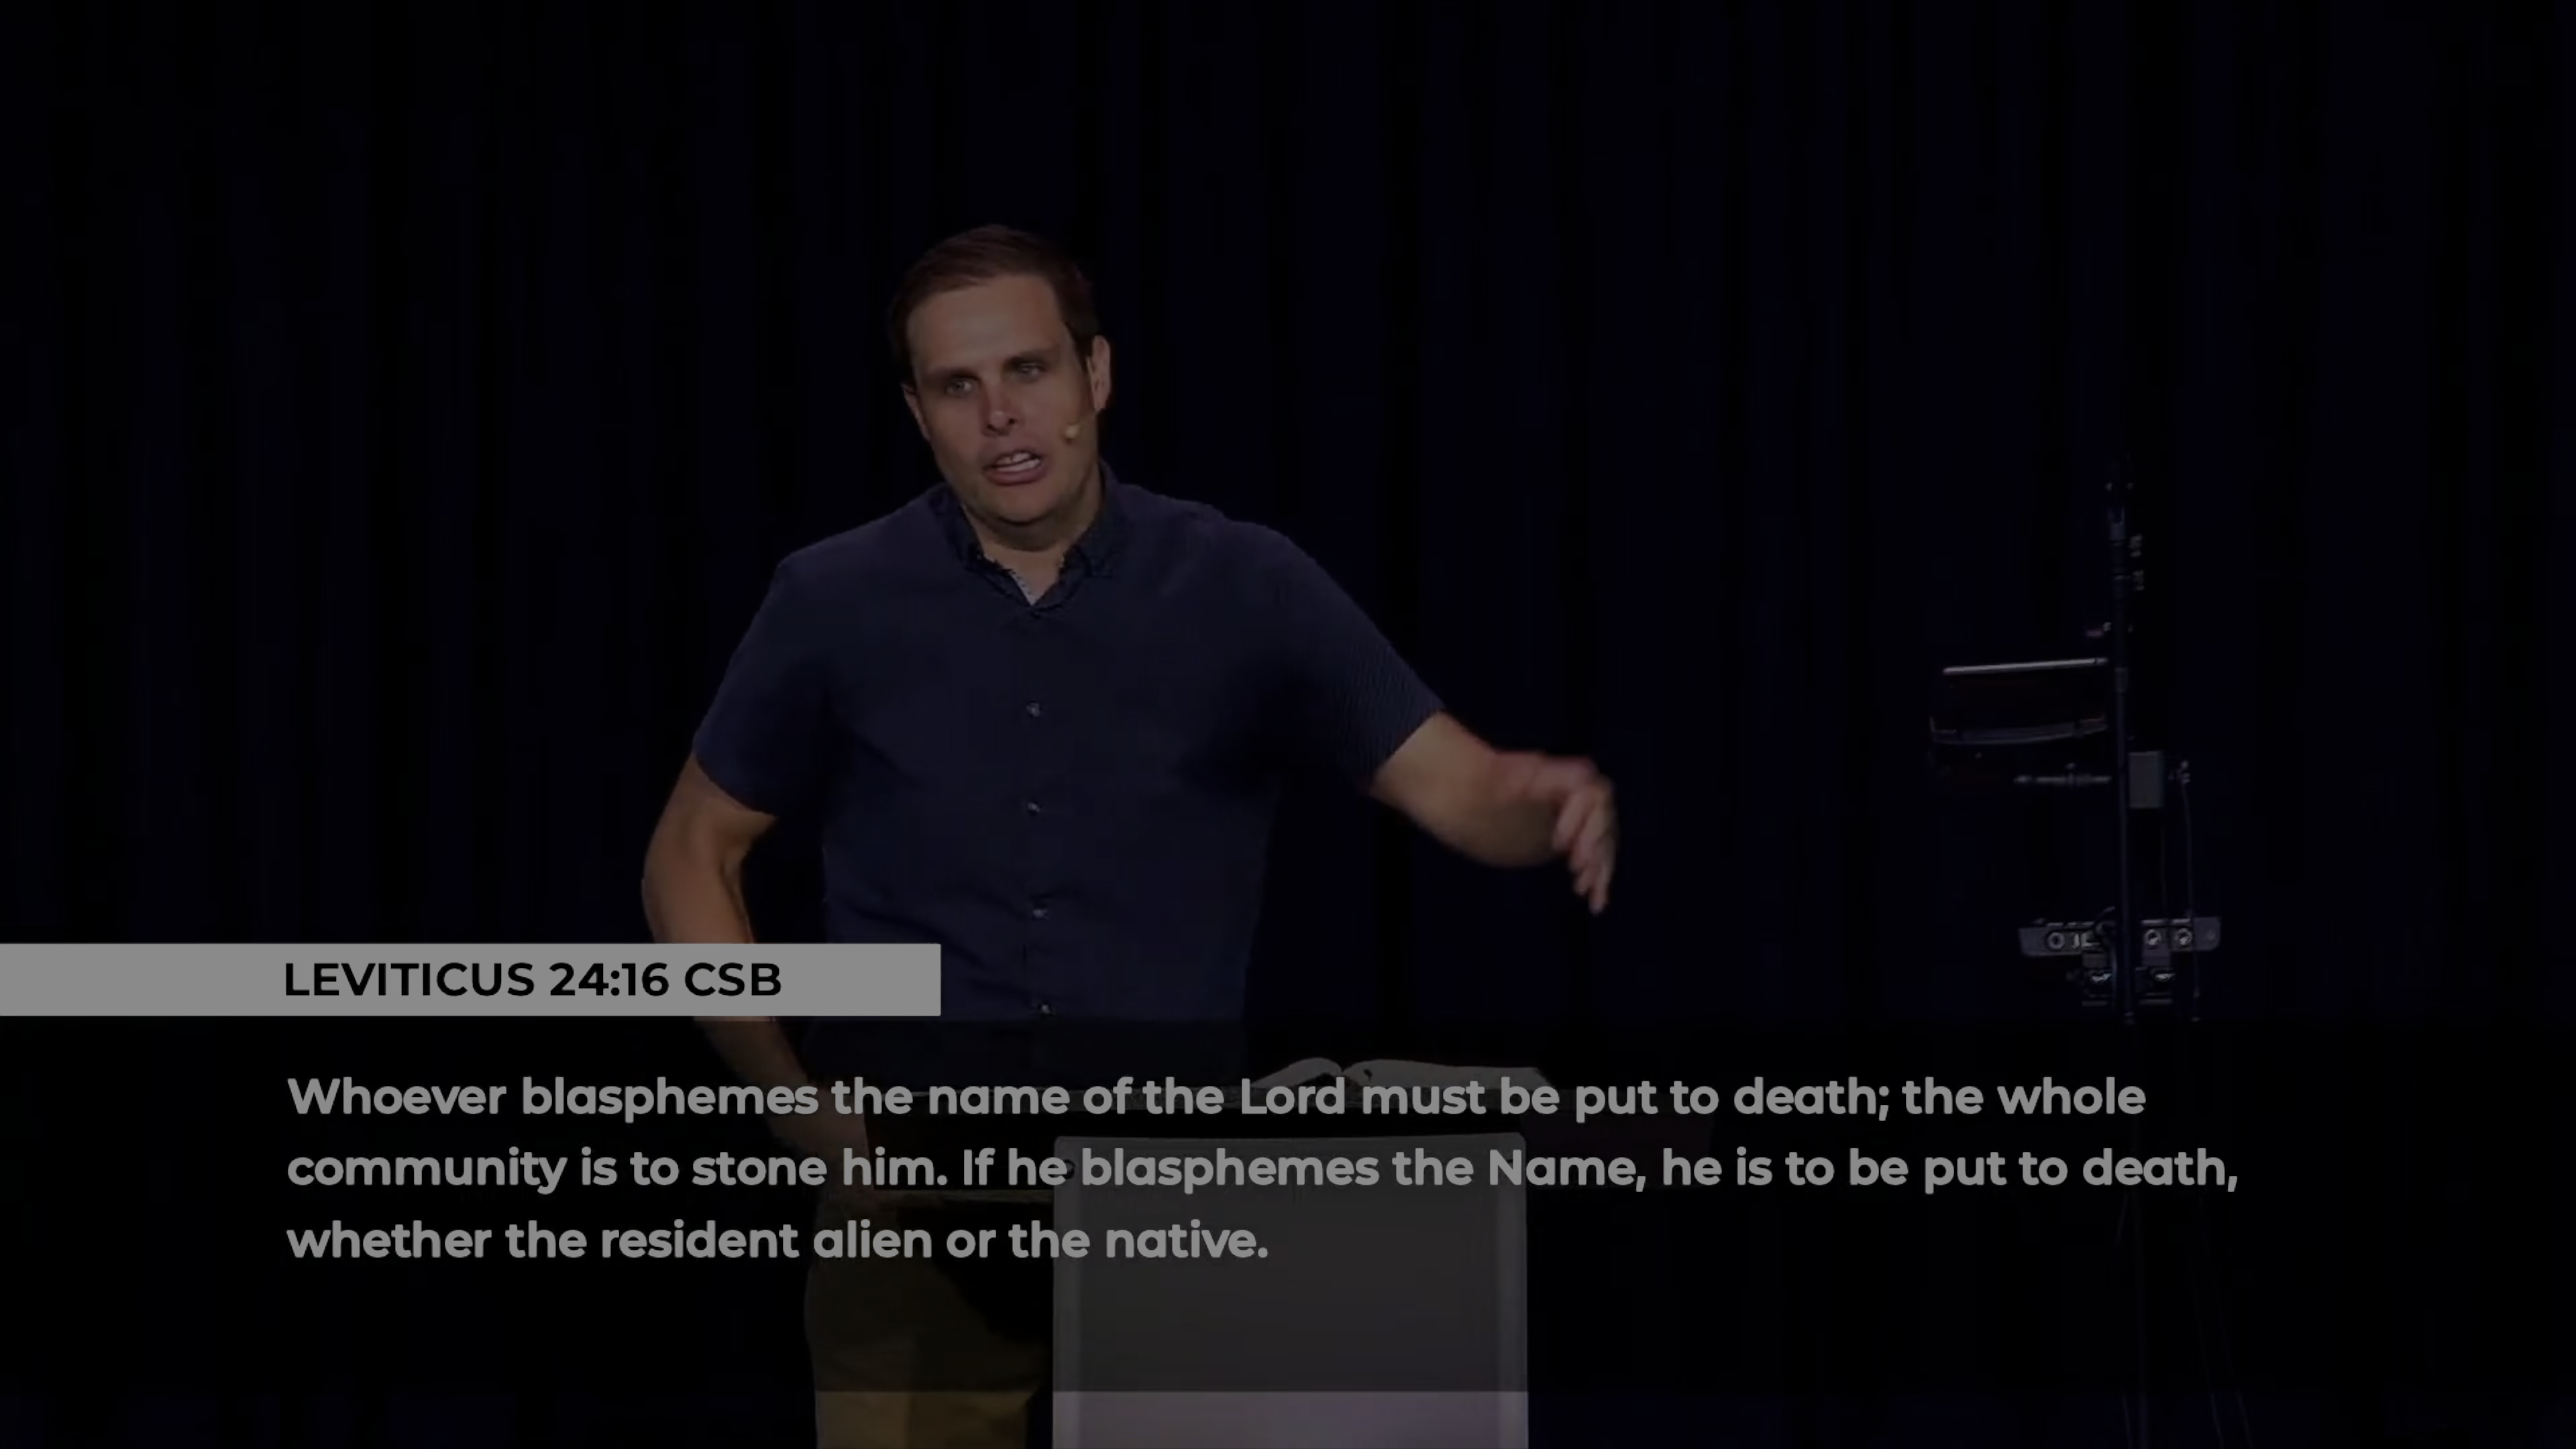 LEVITICUS 24:16 CSB
Whoever blasphemes the name of the Lord must be put to death; the whole
community is to stone him. If he blasphemes the Name, he is to be put to death,
whether the resident alien or the native.